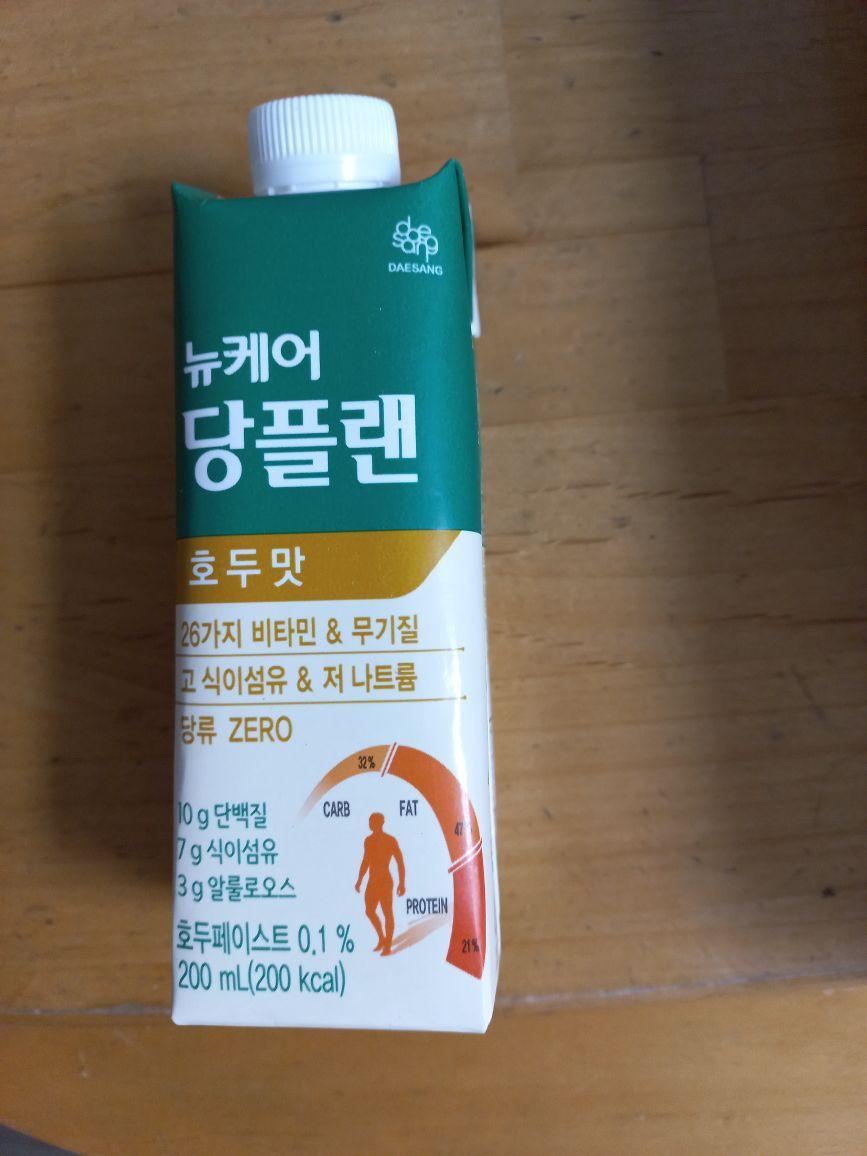 dae
sang
DAESANG
뉴케어
당플랜
호두맛
26가지 비타민 & 무기질
고 식이섬유 & 저 나트륨
당류 ZERO
32%
CARB
FAT
47%
10 g 단백질
7 g 식이섬유
3 g 알룰로오스
PROTEIN
21%
호두페이스트 0.1 %
200 mL(200 kcal)